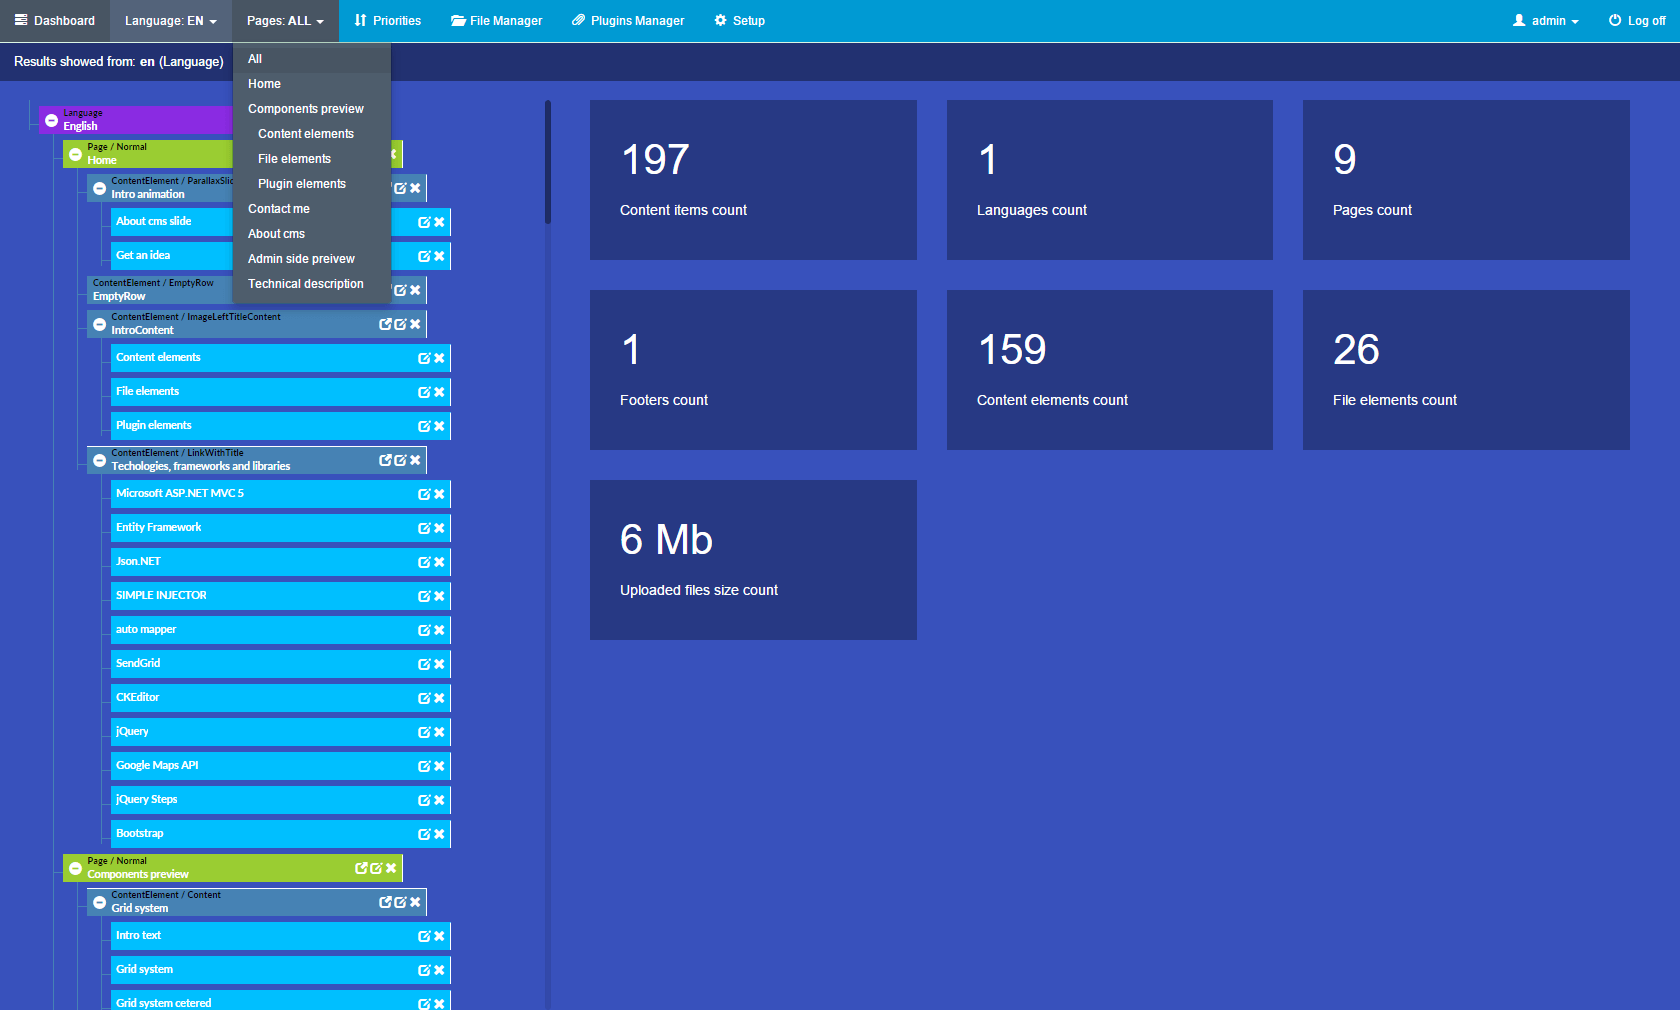 Dashboard
Language: EN
Pages: ALL
Priorities
File Manager
Plugins Manager
Setup
admin
Log off
Results showed from: en (Language)
All
Home
Components preview
Content elements
File elements
Plugin elements
Contact me
About cms
Admin side preivew
Technical description
Language
English
Page / Normal
Home
ContentElement / ParallaxSlid
Intro animation
About cms slide
Get an idea
ContentElement / EmptyRow
EmptyRow
ContentElement / ImageLeftTitleContent
IntroContent
Content elements
File elements
Plugin elements
ContentElement / LinkWithTitle
Techologies, frameworks and libraries
Microsoft ASP.NET MVC 5
Entity Framework
Json.NET
SIMPLE INJECTOR
auto mapper
SendGrid
CKEditor
jQuery
Google Maps API
jQuery Steps
Bootstrap
Page / Normal
Components preview
ContentElement / Content
Grid system
Intro text
Grid system
Grid system cetered
197
Content items count
1
Languages count
9
Pages count
1
Footers count
159
Content elements count
26
File elements count
6 Mb
Uploaded files size count